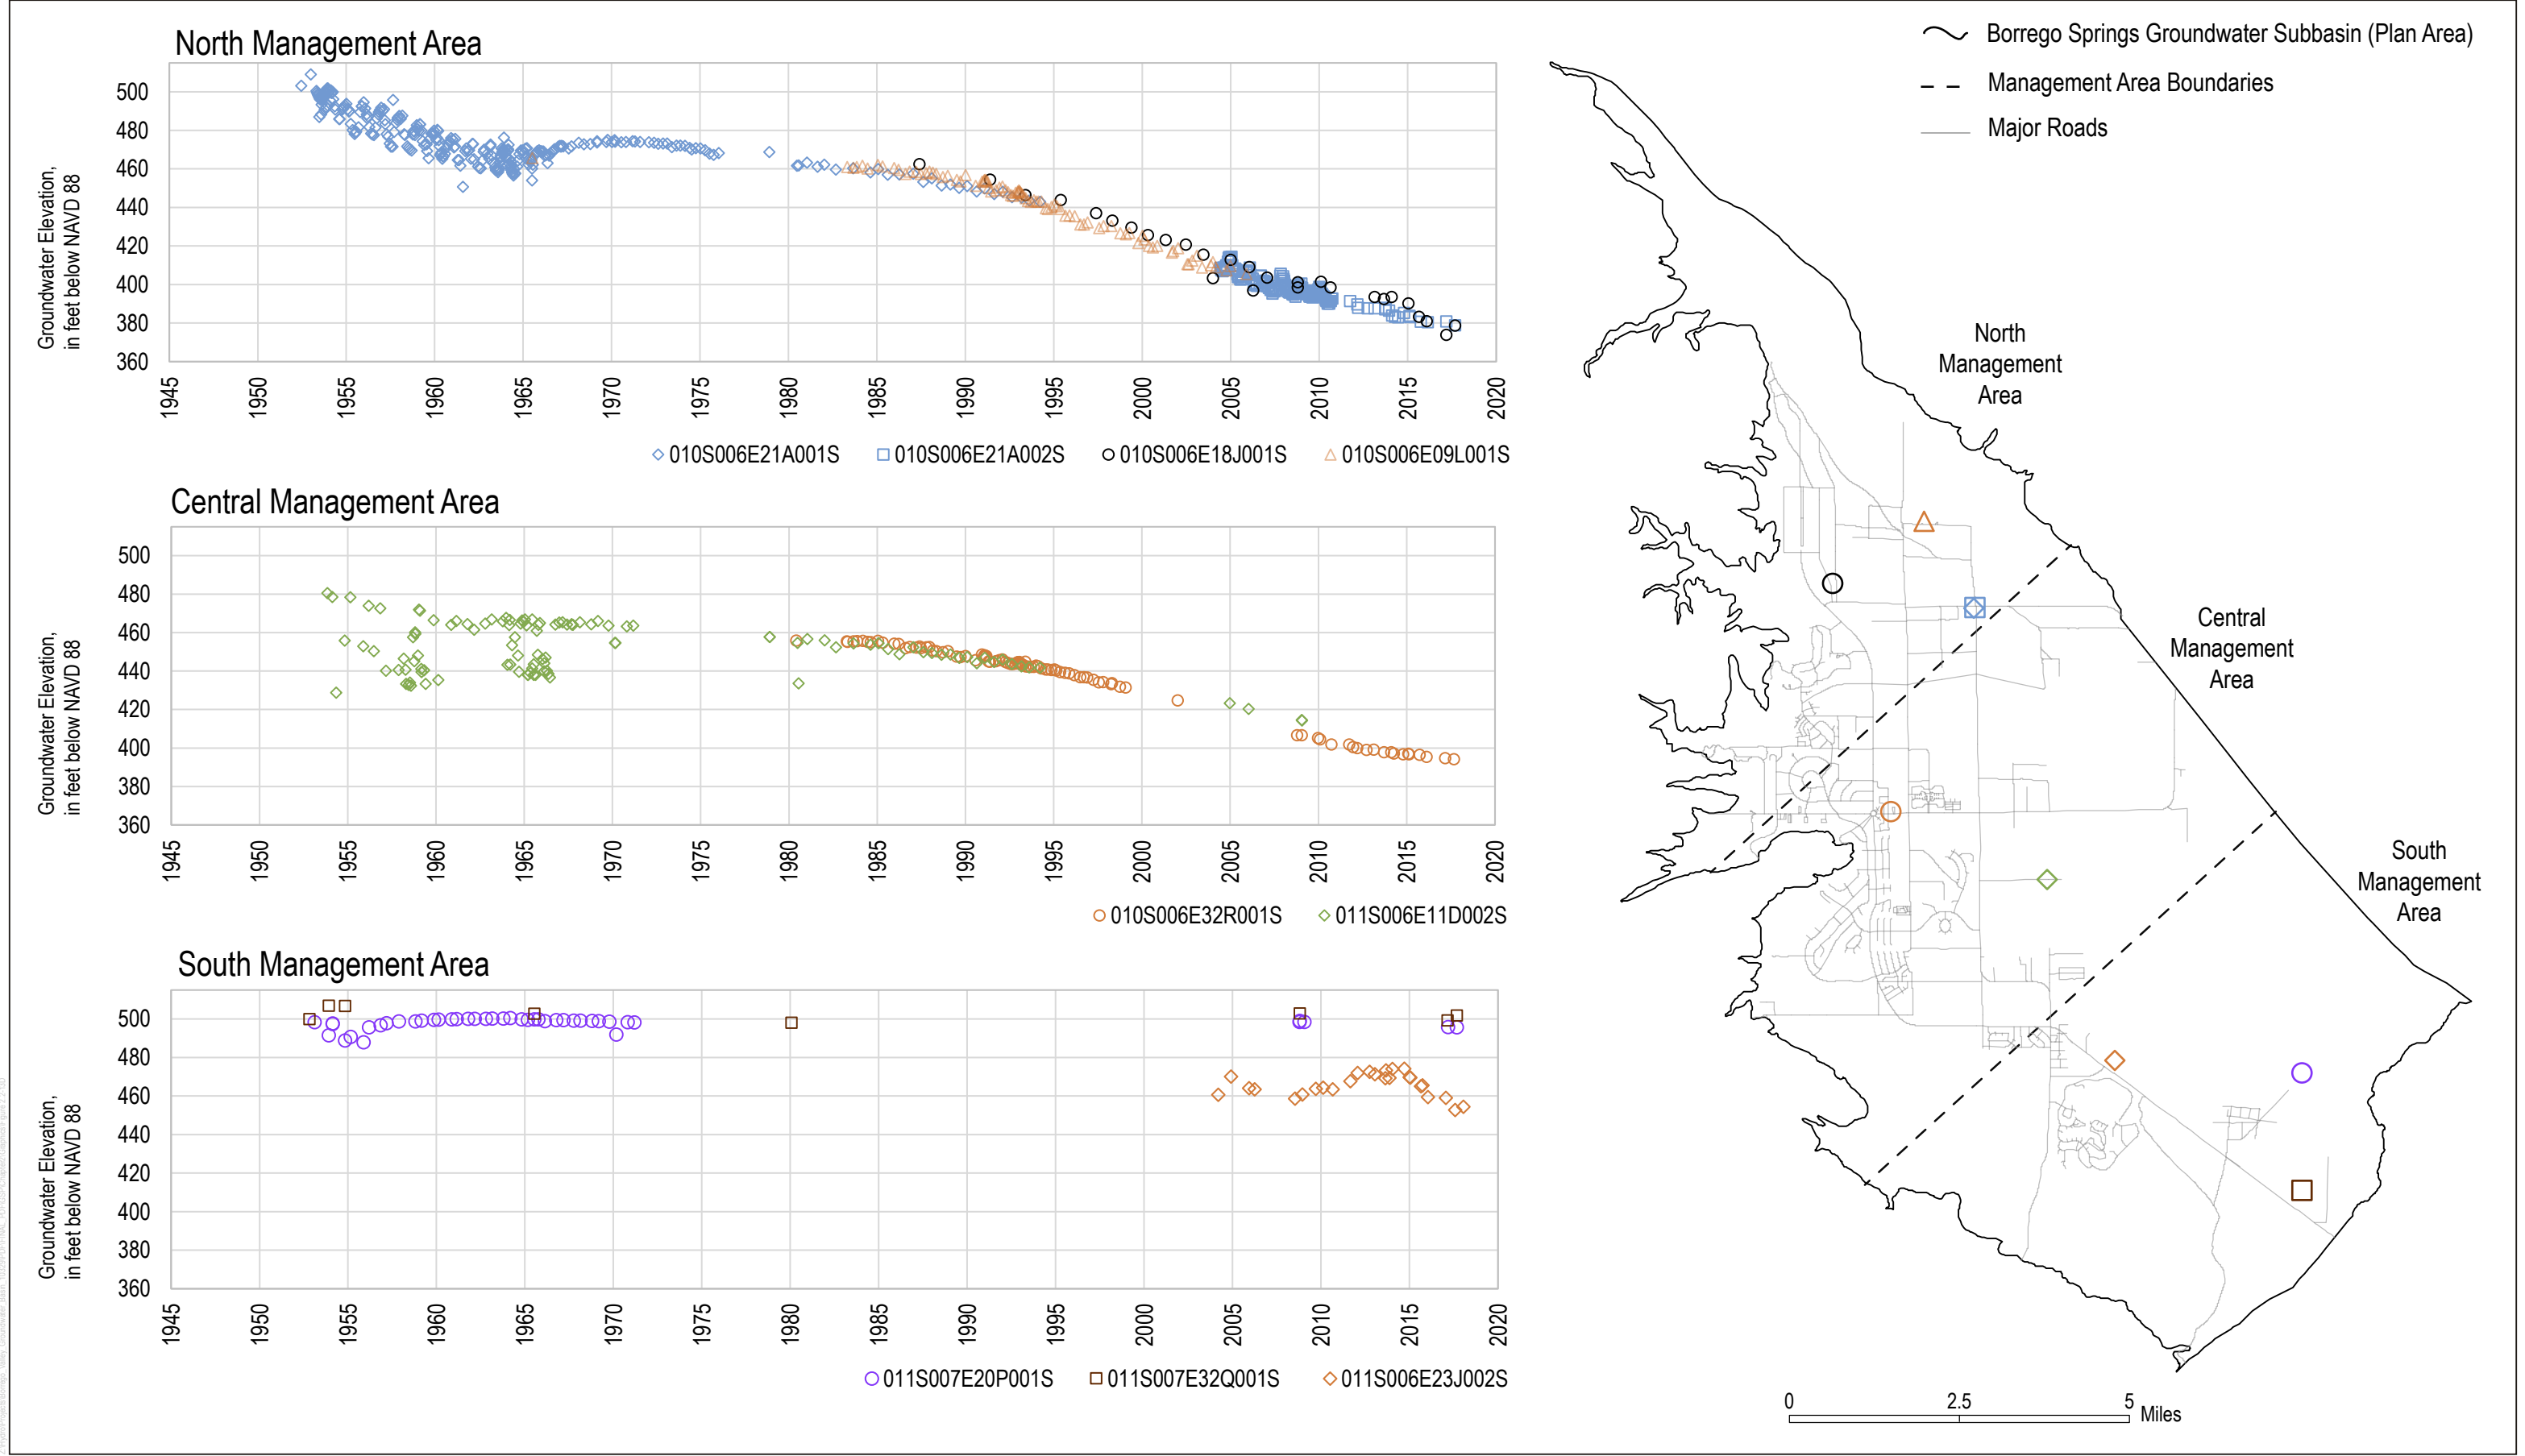 North Management Area
Groundwater Elevation,
in feet below NAVD 88
500
480
460
440
420
400
380
360
1945 1950 1955 1960 1965 1970 1975 1980 1985 1990 1995 2000 2005 2010 2015 2020
010S006E21A001S 010S006E21A002S 010S006E18J001S 010S006E09L001S
Central Management Area
Groundwater Elevation,
in feet below NAVD 88
500
480
460
440
420
400
380
360
1945 1950 1955 1960 1965 1970 1975 1980 1985 1990 1995 2000 2005 2010 2015 2020
010S006E32R001S 011S006E11D002S
South Management Area
Groundwater Elevation,
in feet below NAVD 88
500
480
460
440
420
400
380
360
1945 1950 1955 1960 1965 1970 1975 1980 1985 1990 1995 2000 2005 2010 2015 2020
011S007E20P001S 011S007E32Q001S 011S006E23J002S
Borrego Springs Groundwater Subbasin (Plan Area)
Management Area Boundaries
Major Roads
North
Management
Area
Central
Management
Area
South
Management
Area
0 2.5 5
Miles